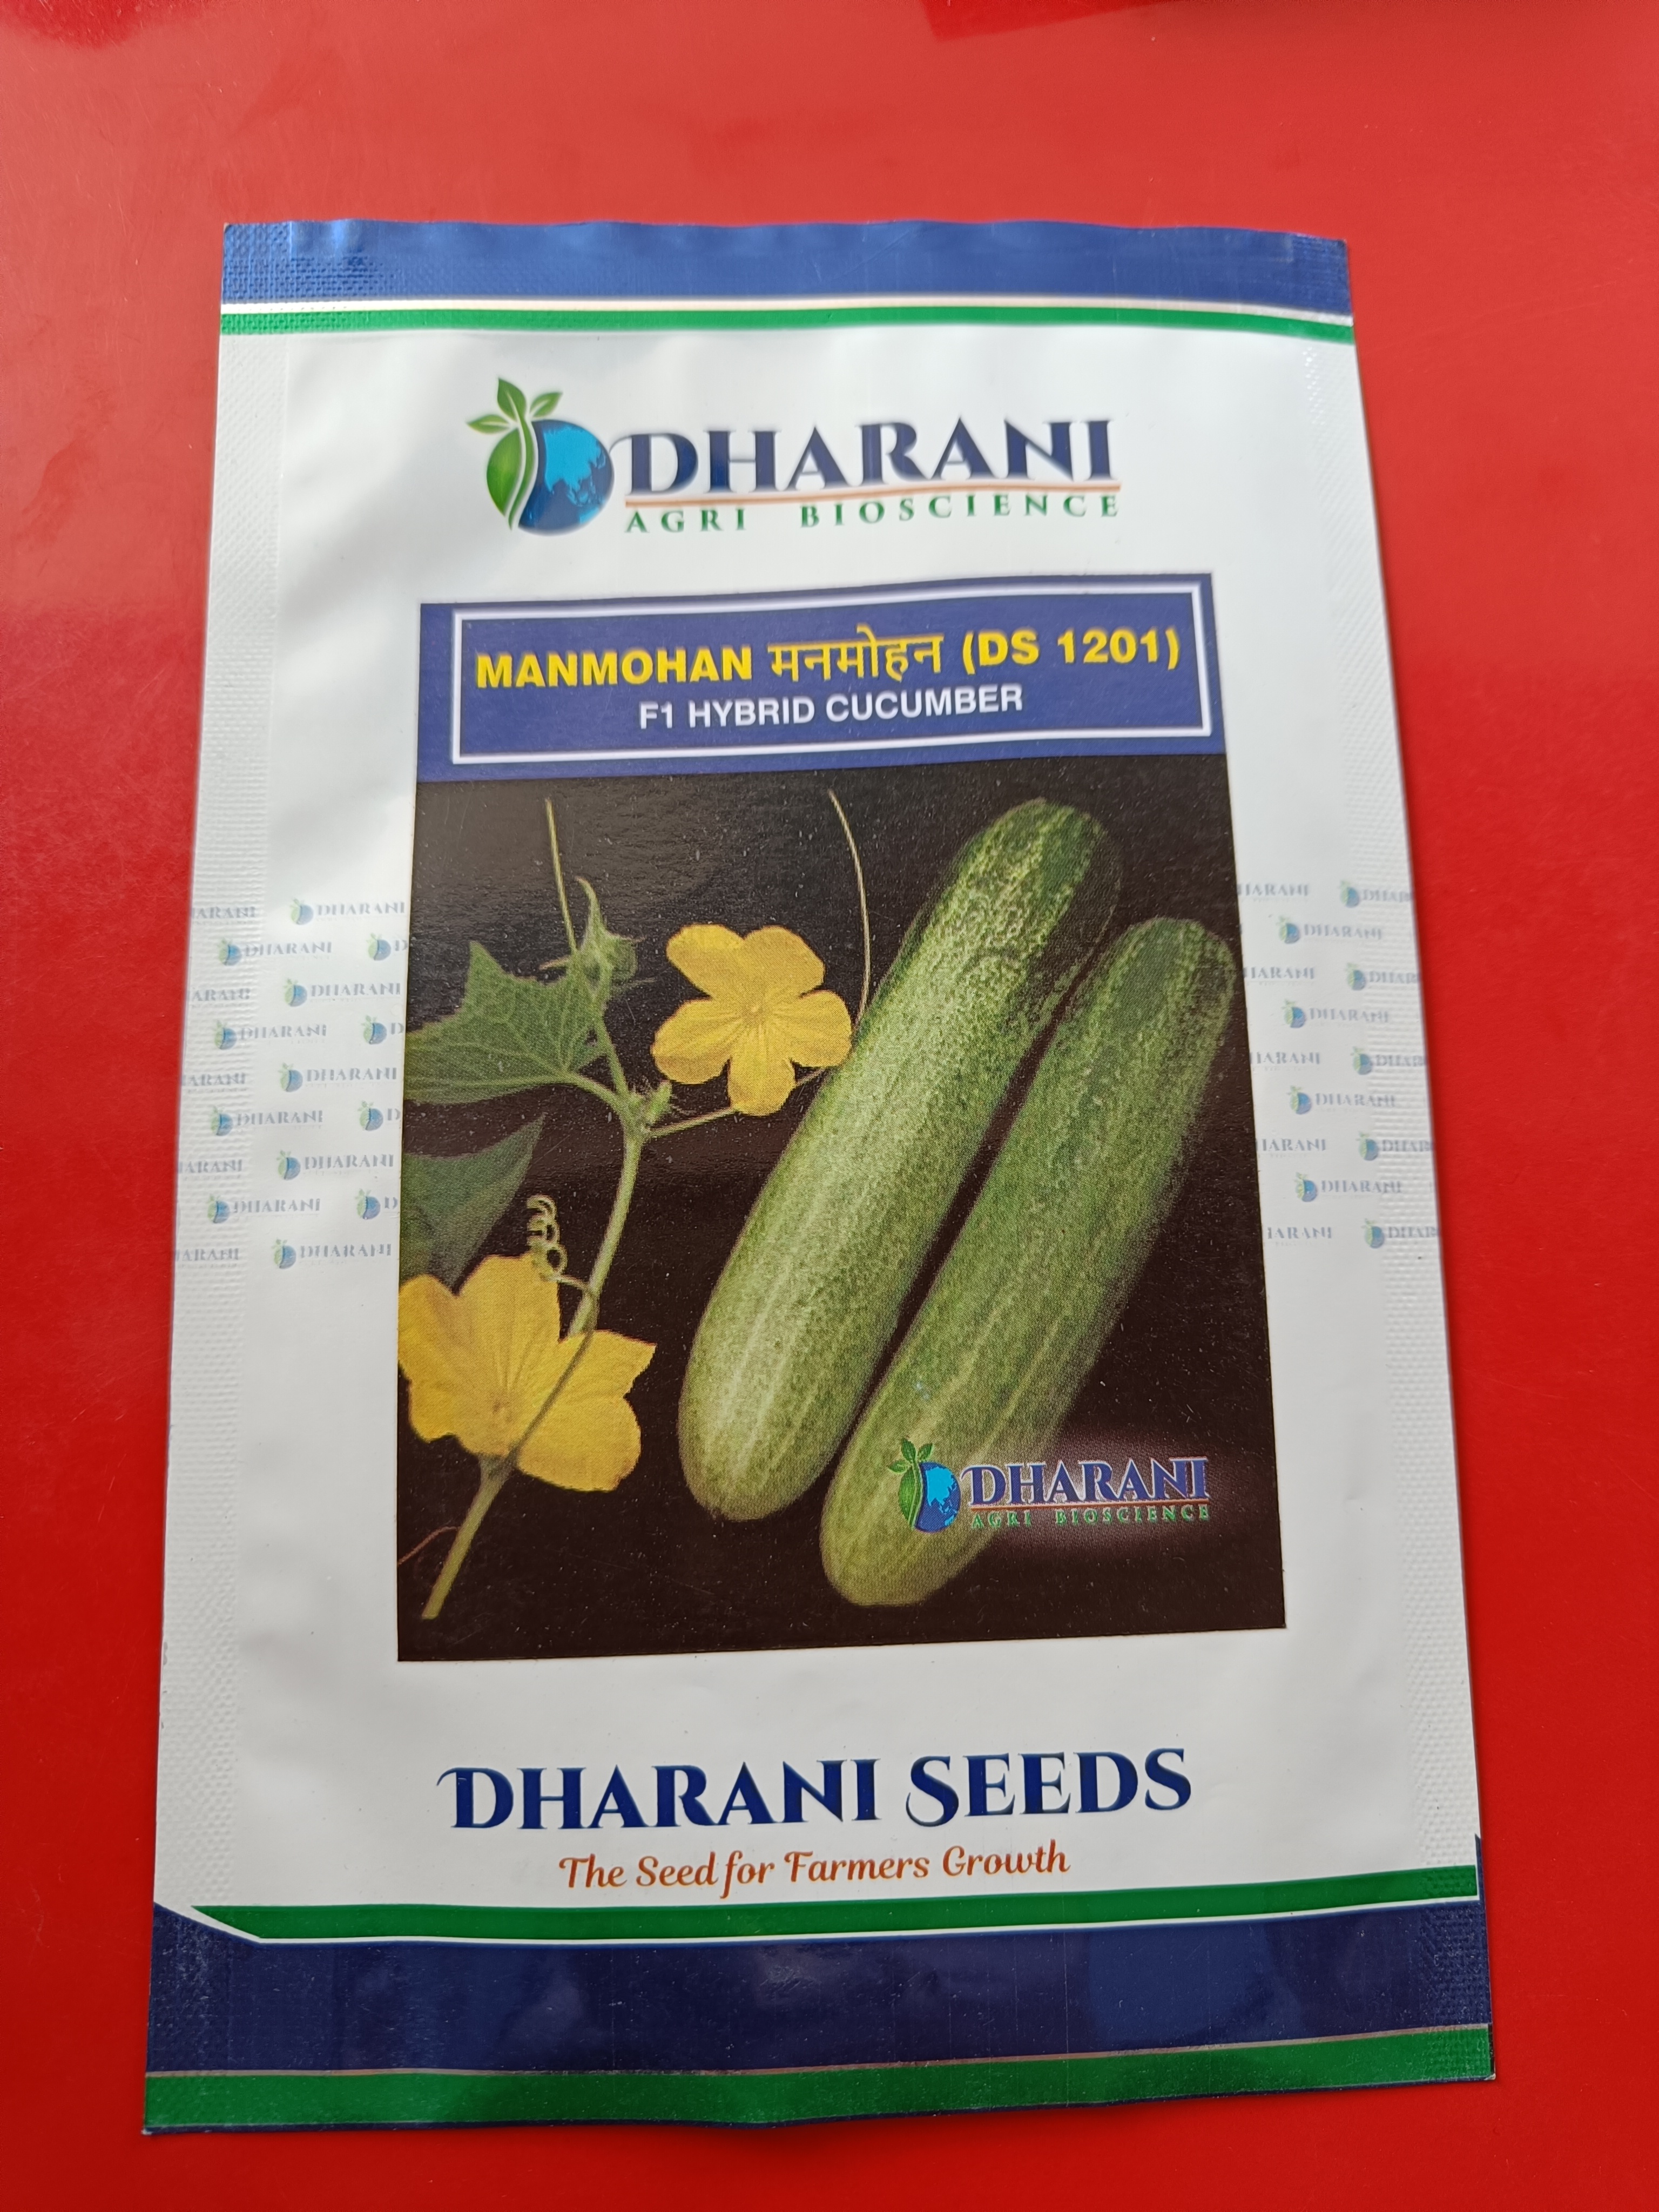 DHARANI
AGRI BIOSCIENCE
MANMOHAN मनमोहन (DS 1201)
F1 HYBRID CUCUMBER
DHARANI
AGRI BIOSCIENCE
DHARANI SEEDS
The Seed for Farmers Growth